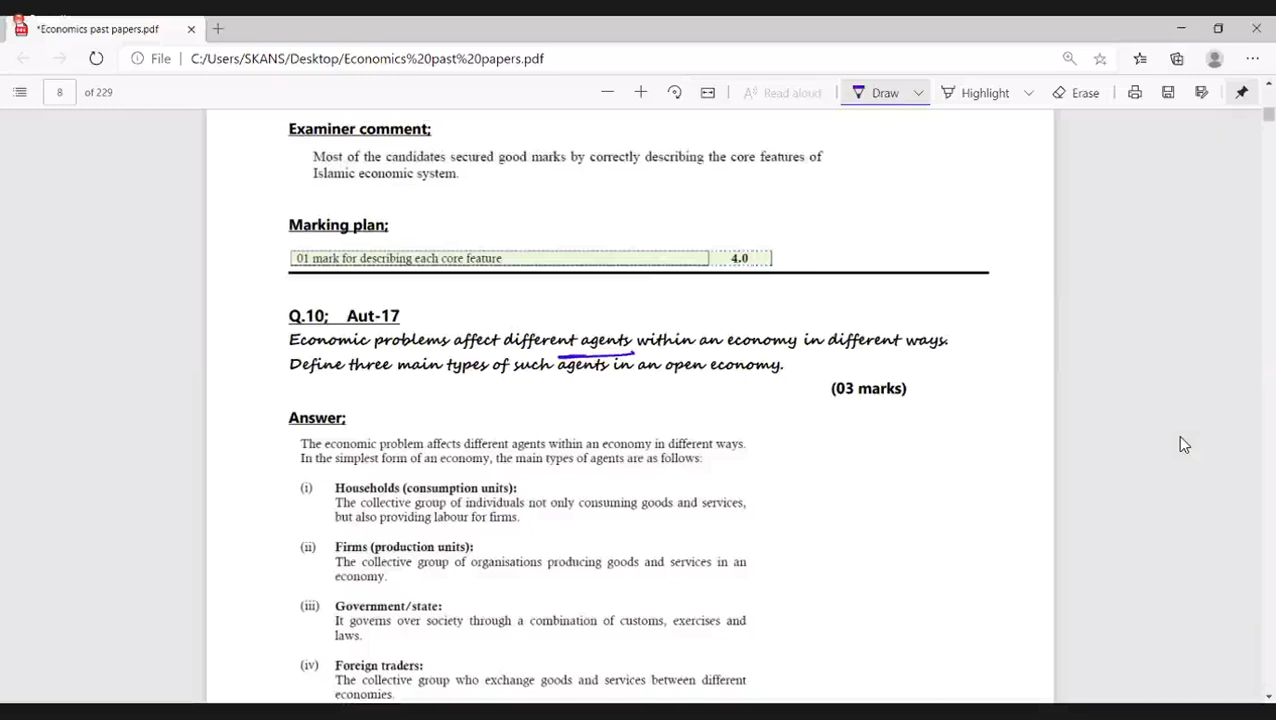 *Economics past papers.pdf
File C:/Users/SKANS/Desktop/Economics%20past%20papers.pdf
8 of 229 Read aloud Draw Highlight Erase
Examiner comment;
Most of the candidates secured good marks by correctly describing the core features of
Islamic economic system.
Marking plan;
01 mark for describing each core feature 4.0
Q.10; Aut-17
Economic problems affect different agents within an economy in different ways.
Define three main types of such agents in an open economy.
(03 marks)
Answer;
The economic problem affects different agents within an economy in different ways.
In the simplest form of an economy, the main types of agents are as follows:
(i) Households (consumption units):
The collective group of individuals not only consuming goods and services,
but also providing labour for firms.
(ii) Firms (production units):
The collective group of organisations producing goods and services in an
economy.
(iii) Government/state:
It governs over society through a combination of customs, exercises and
laws.
(iv) Foreign traders:
The collective group who exchange goods and services between different
economies.